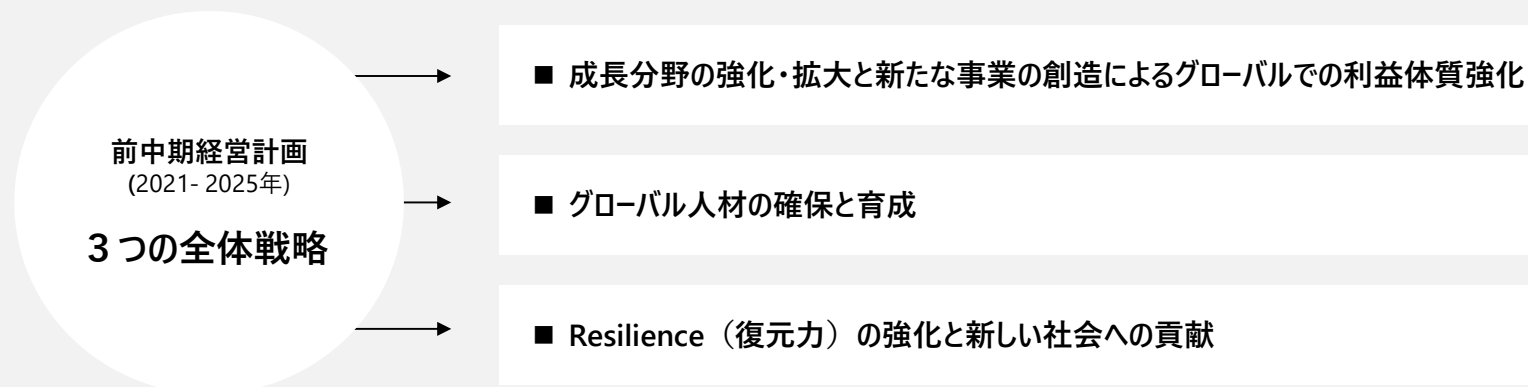 前中期経営計画
(2021- 2025年)
３つの全体戦略
■ 成長分野の強化・拡大と新たな事業の創造によるグローバルでの利益体質強化
■ グローバル人材の確保と育成
■ Resilience（復元力）の強化と新しい社会への貢献